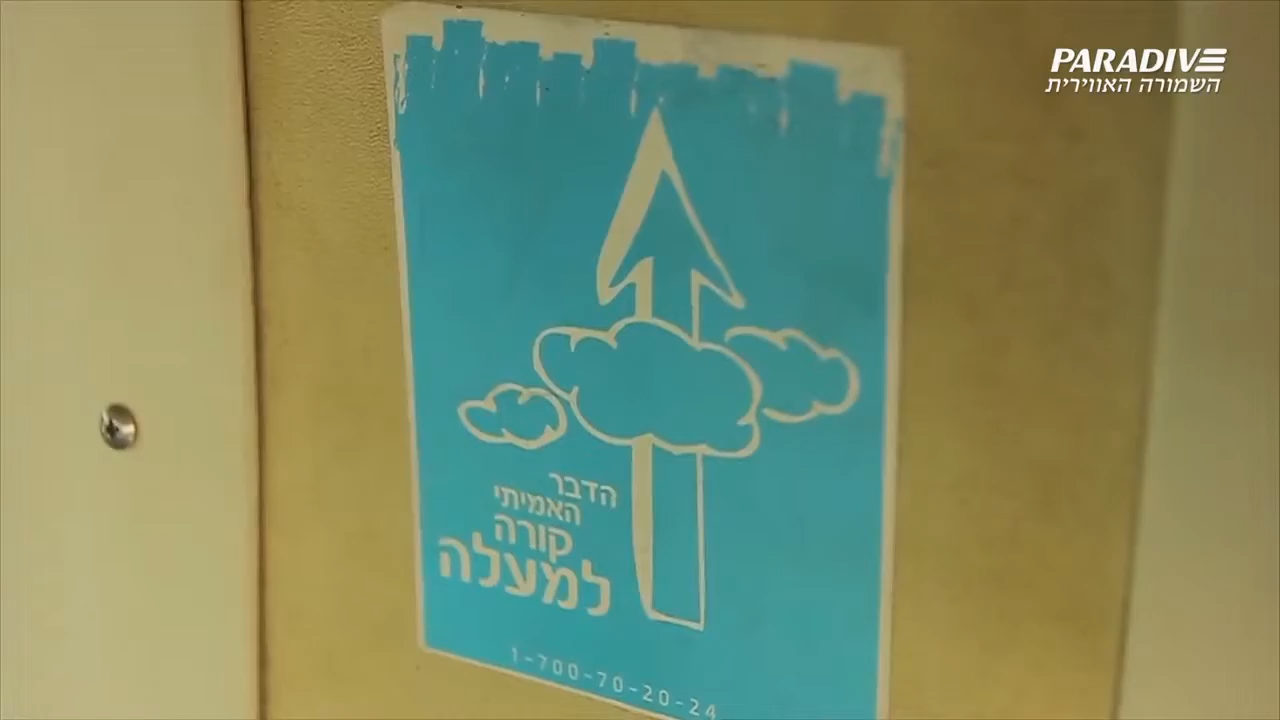 PARADIVE
השמורה האווירית
הדבר
האמיתי
קורה
למעלה
1-700-70-20-24